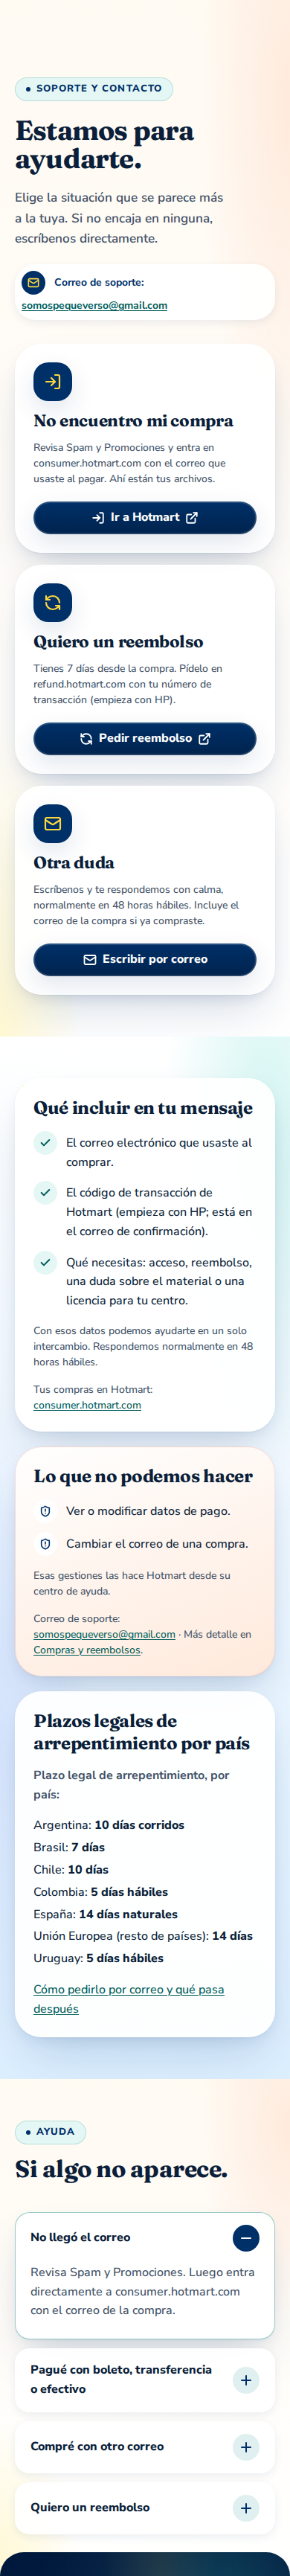 SOPORTE Y CONTACTO
Estamos para
ayudarte.
Elige la situación que se parece más
a la tuya. Si no encaja en ninguna,
escríbenos directamente.
Correo de soporte:
somospequeverso@gmail.com
No encuentro mi compra
Revisa Spam y Promociones y entra en
consumer.hotmart.com con el correo que
usaste al pagar. Ahí están tus archivos.
Ir a Hotmart
Quiero un reembolso
Tienes 7 días desde la compra. Pídelo en
refund.hotmart.com con tu número de
transacción (empieza con HP).
Pedir reembolso
Otra duda
Escríbenos y te respondemos con calma,
normalmente en 48 horas hábiles. Incluye el
correo de la compra si ya compraste.
Escribir por correo
Qué incluir en tu mensaje
El correo electrónico que usaste al
comprar.
El código de transacción de
Hotmart (empieza con HP; está en
el correo de confirmación).
Qué necesitas: acceso, reembolso,
una duda sobre el material o una
licencia para tu centro.
Con esos datos podemos ayudarte en un solo
intercambio. Respondemos normalmente en 48
horas hábiles.
Tus compras en Hotmart:
consumer.hotmart.com
Lo que no podemos hacer
Ver o modificar datos de pago.
Cambiar el correo de una compra.
Esas gestiones las hace Hotmart desde su
centro de ayuda.
Correo de soporte:
somospequeverso@gmail.com · Más detalle en
Compras y reembolsos.
Plazos legales de
arrepentimiento por país
Plazo legal de arrepentimiento, por
país:
Argentina: 10 días corridos
Brasil: 7 días
Chile: 10 días
Colombia: 5 días hábiles
España: 14 días naturales
Unión Europea (resto de países): 14 días
Uruguay: 5 días hábiles
Cómo pedirlo por correo y qué pasa
después
AYUDA
Si algo no aparece.
No llegó el correo
Revisa Spam y Promociones. Luego entra
directamente a consumer.hotmart.com
con el correo de la compra.
Pagué con boleto, transferencia
o efectivo
Compré con otro correo
Quiero un reembolso